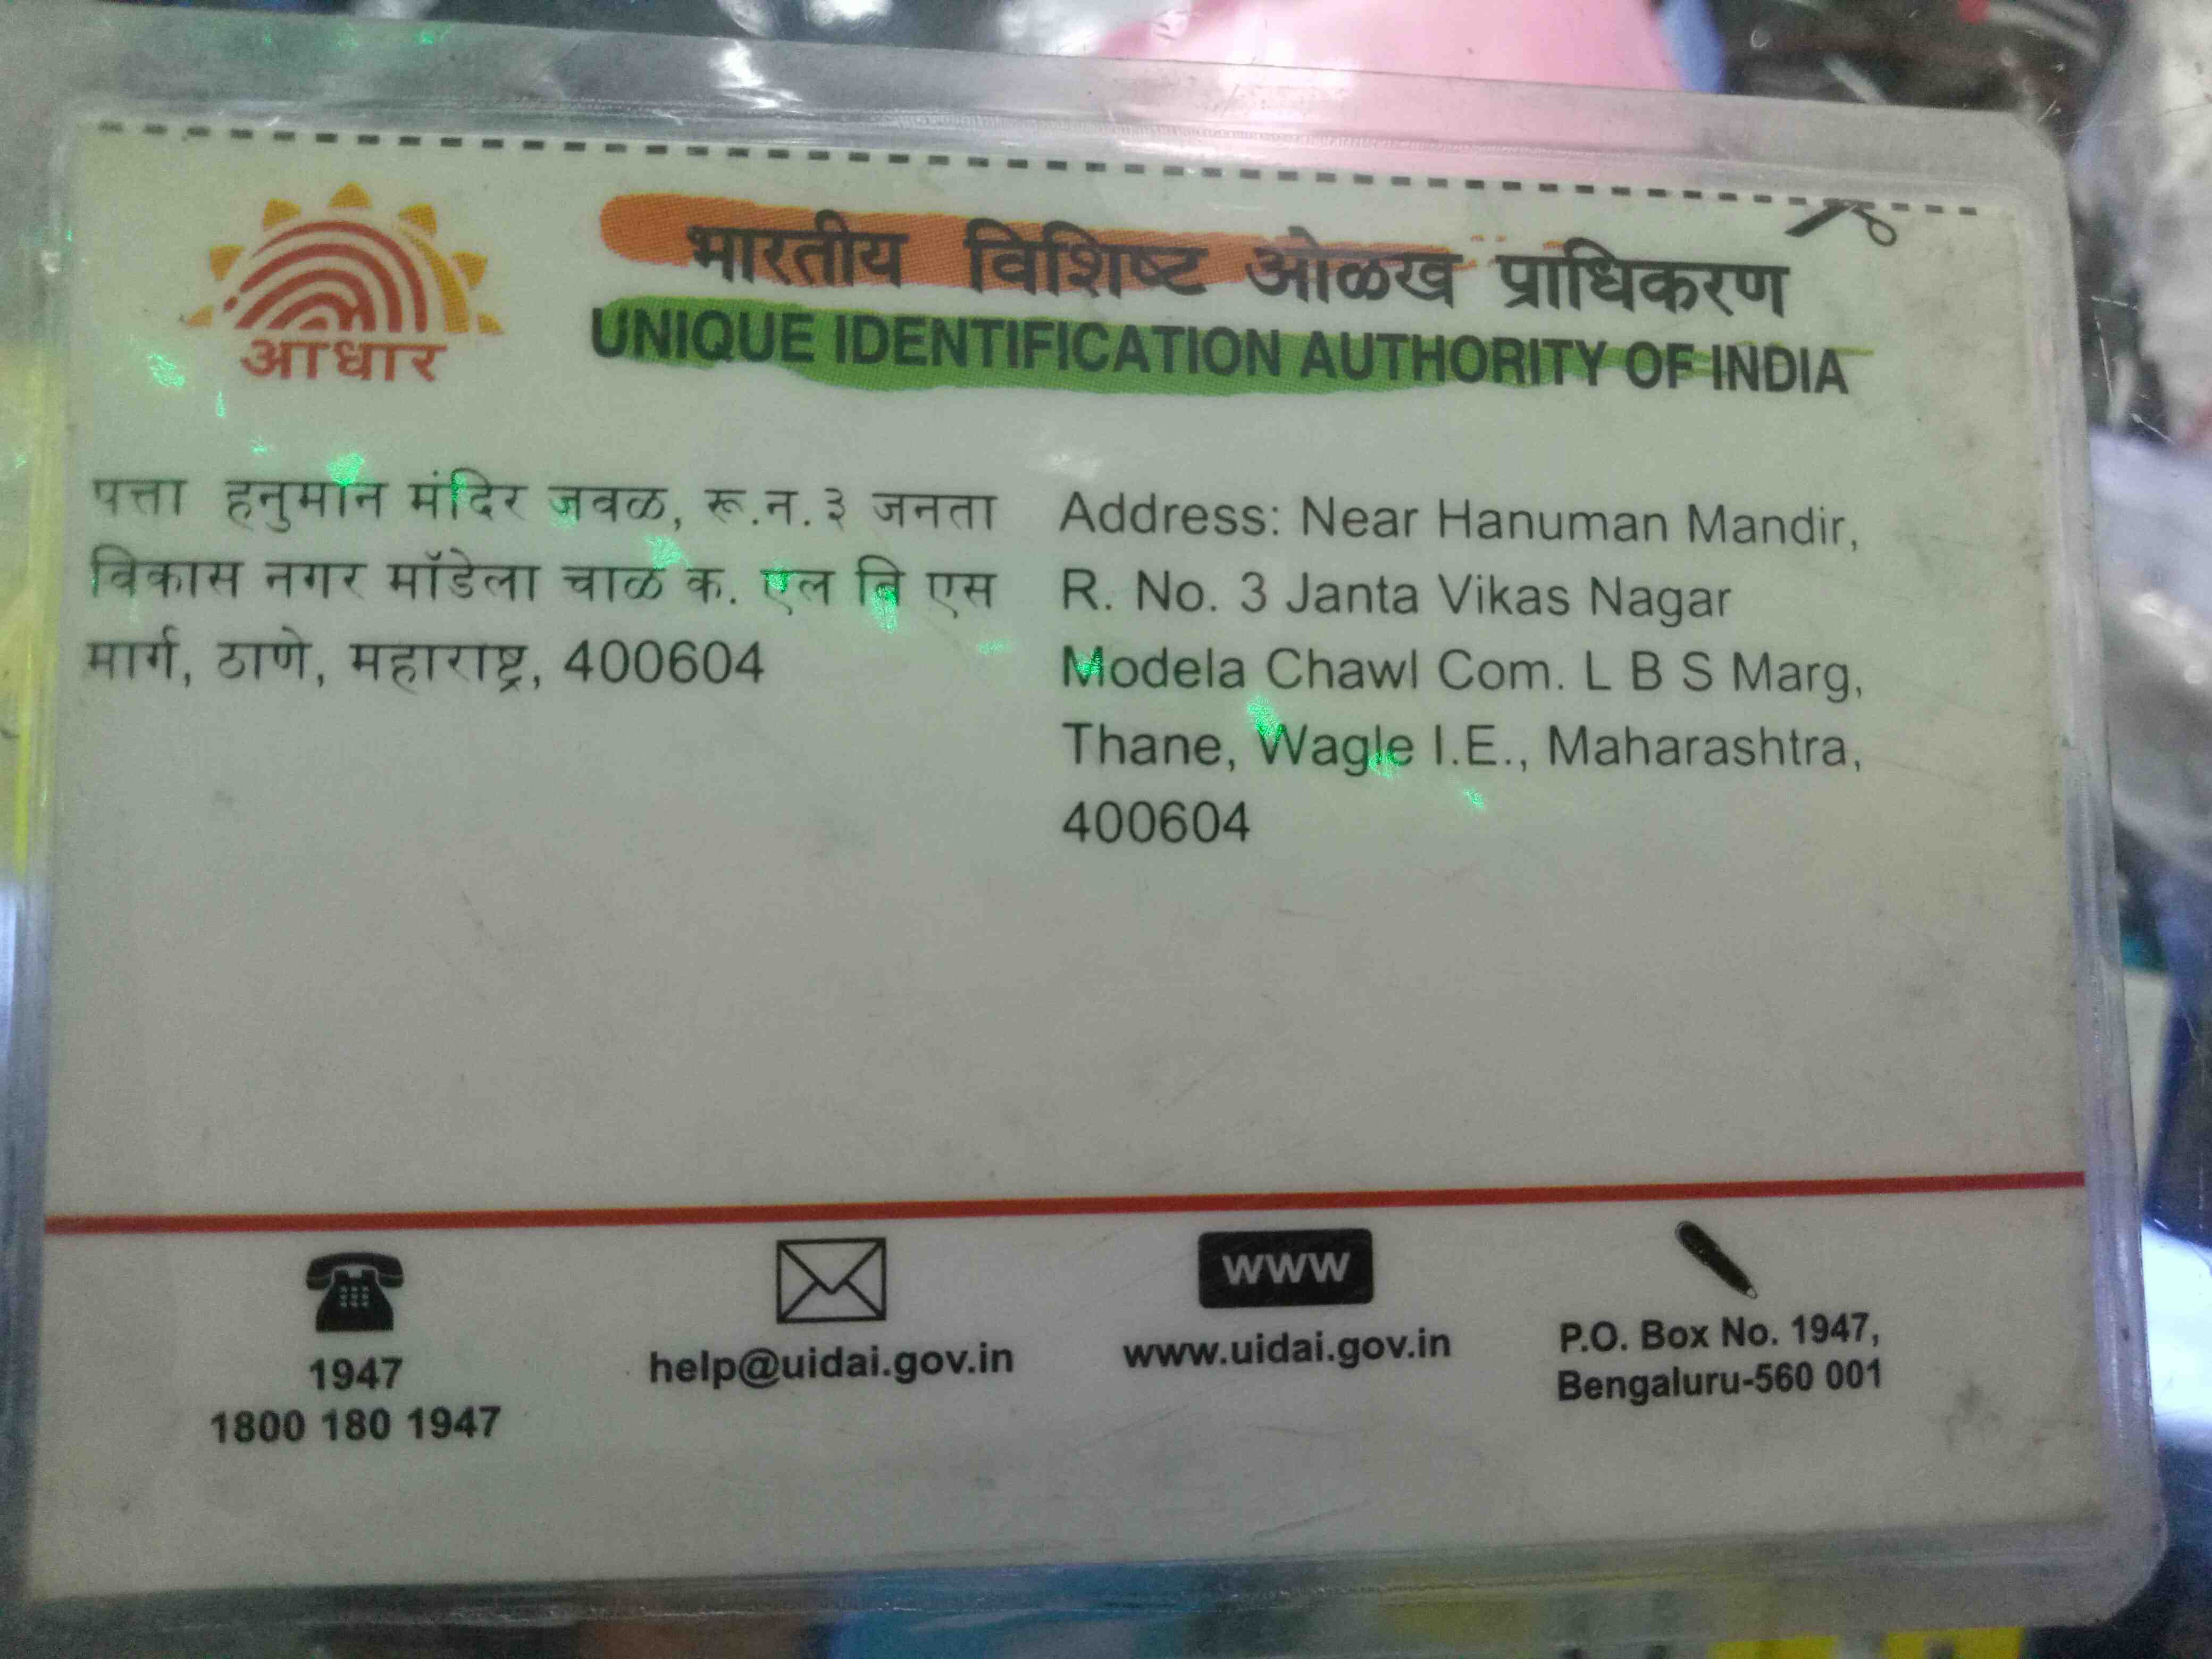 आधार
भारतीय विशिष्ट ओळख प्राधिकरण
UNIQUE IDENTIFICATION AUTHORITY OF INDIA
पत्ता हनुमान मंदिर जवळ, रू.न.३ जनता
विकास नगर मॉडेला चाळ क. एल बि एस
मार्ग, ठाणे, महाराष्ट्र, 400604
Address: Near Hanuman Mandir,
R. No. 3 Janta Vikas Nagar
Modela Chawl Com. L B S Marg,
Thane, Wagle I.E., Maharashtra,
400604
1947
1800 180 1947
help@uidai.gov.in
www
www.uidai.gov.in
P.O. Box No. 1947,
Bengaluru-560 001